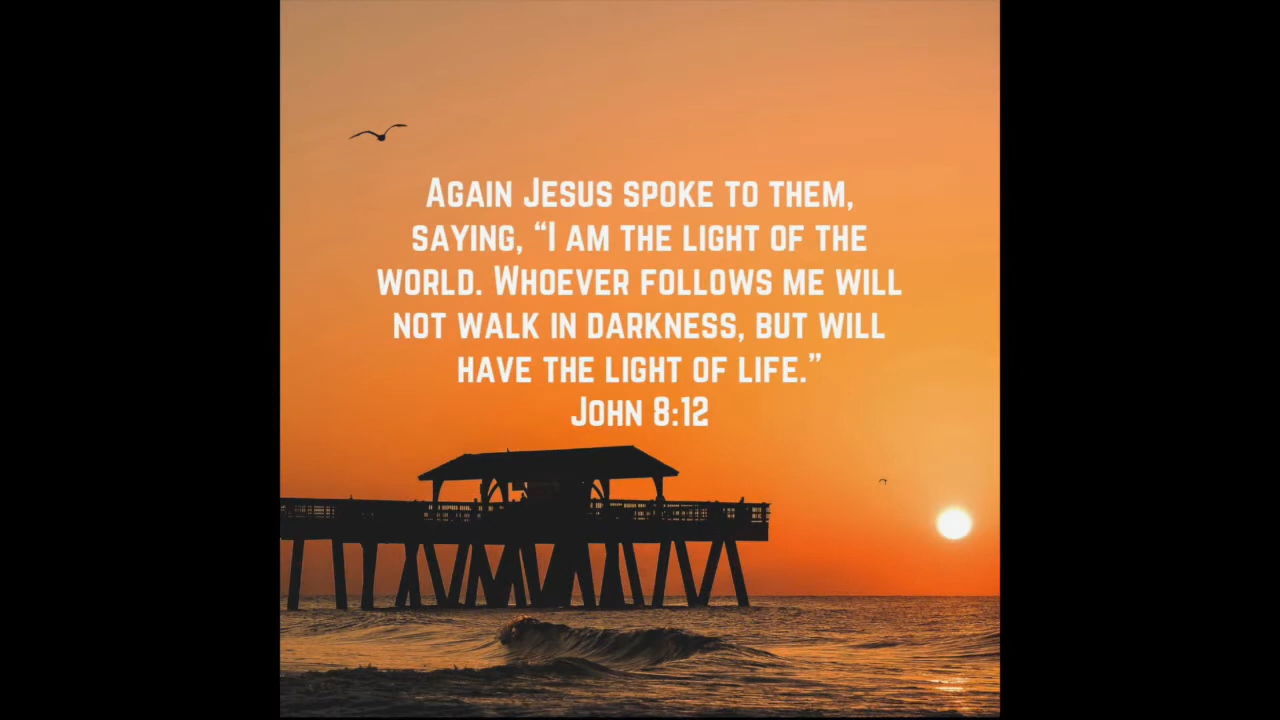 Again Jesus spoke to them,
saying, “I am the light of the
world. Whoever follows me will
not walk in darkness, but will
have the light of life.”
John 8:12